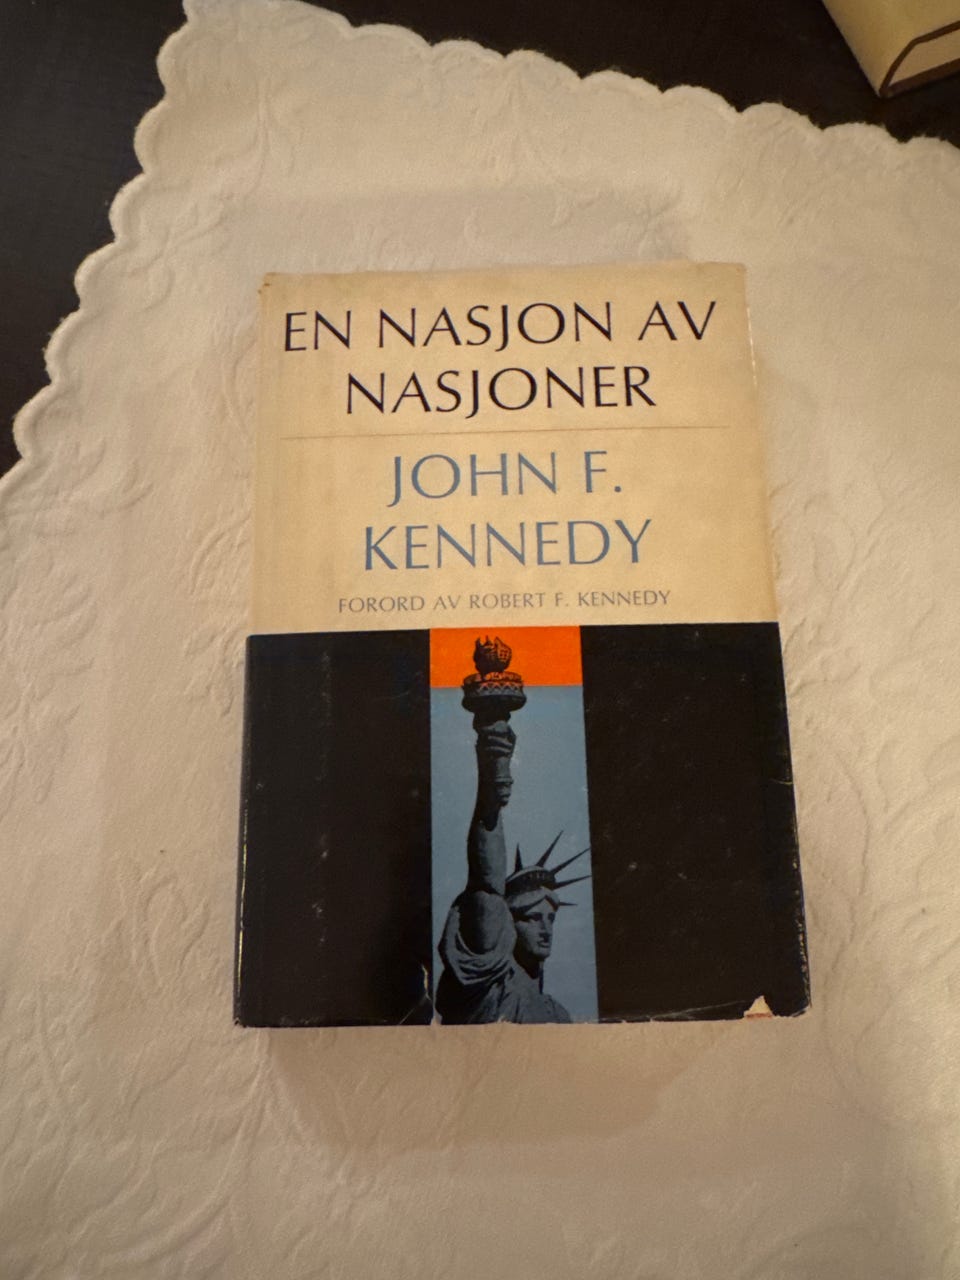 EN NASJON AV
NASJONER
JOHN F.
KENNEDY
FORORD AV ROBERT F. KENNEDY